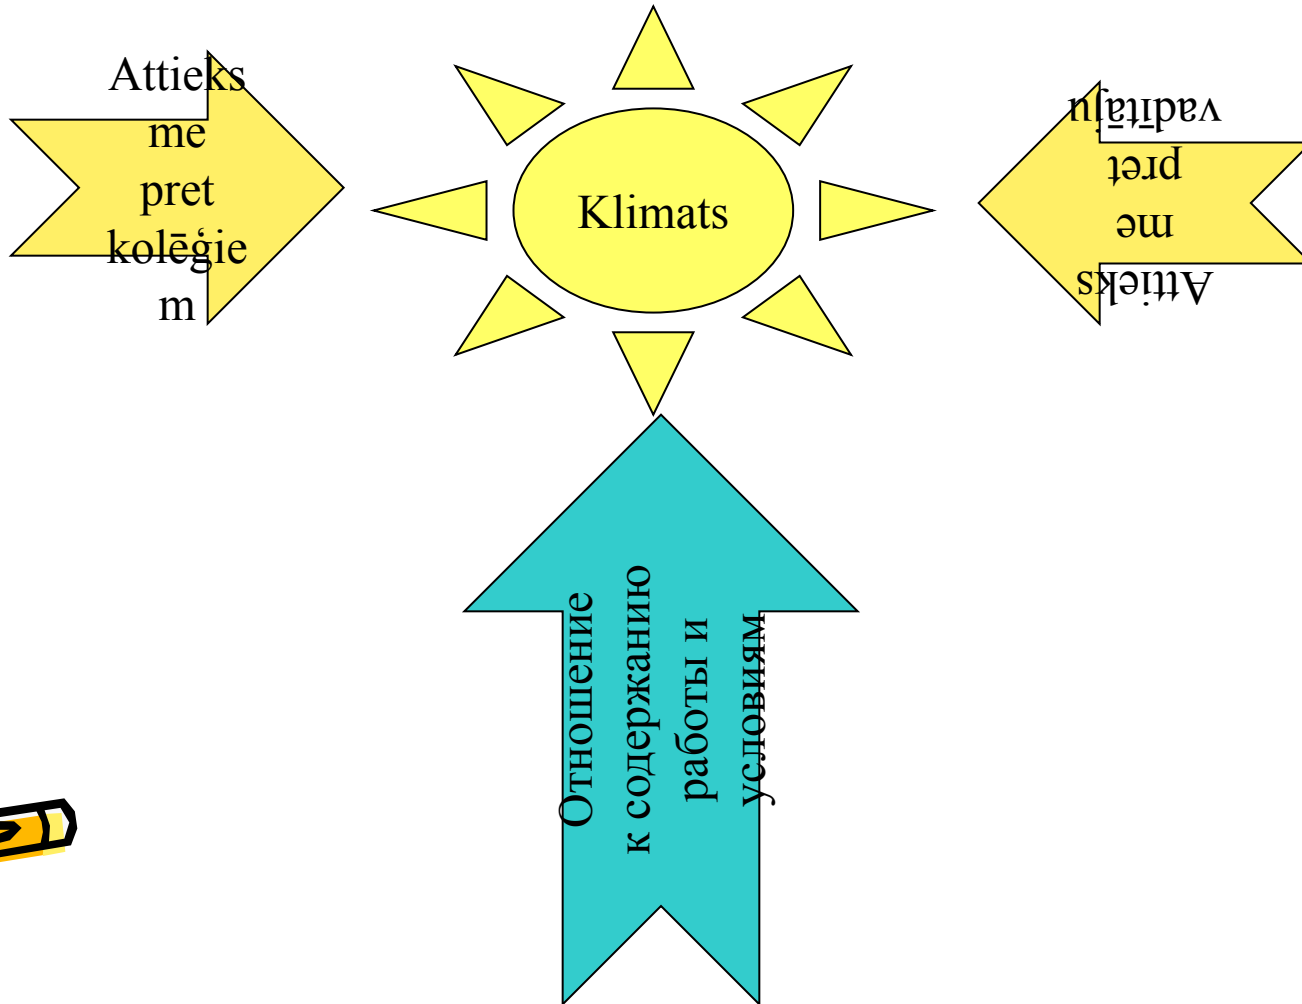 Attieks
me
pret
kolēģie
m
Klimats
Attieks
me
pret
vadītāju
Отношение
к содержанию
работы и
условиям